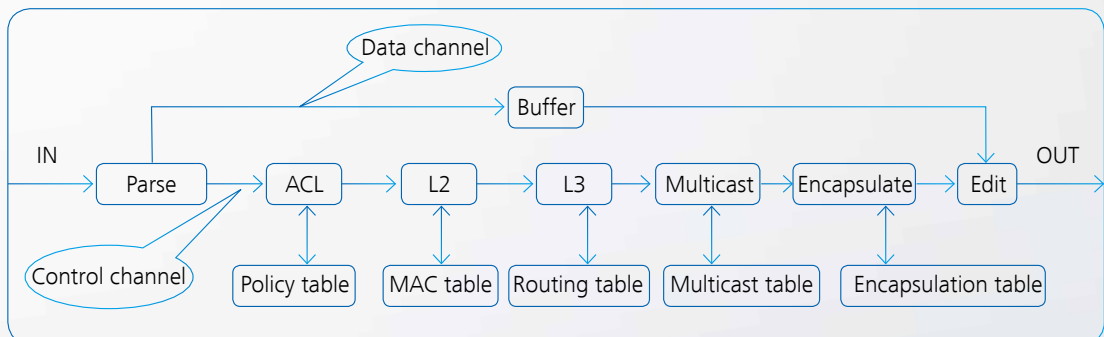 Data channel
Buffer
IN
OUT
Parse
ACL
L2
L3
Multicast
Encapsulate
Edit
Control channel
Policy table
MAC table
Routing table
Multicast table
Encapsulation table